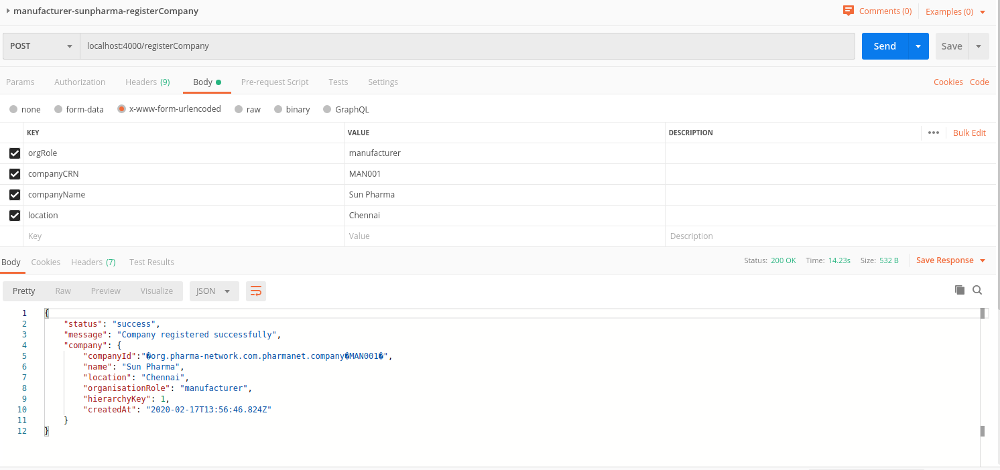 manufacturer-sunpharma-registerCompany Comments (0) Examples (0)
POST localhost:4000/registerCompany Send Save
Params Authorization Headers (9) Body Pre-request Script Tests Settings Cookies Code
none form-data x-www-form-urlencoded raw binary GraphQL
KEY VALUE DESCRIPTION ••• Bulk Edit
orgRole manufacturer
companyCRN MAN001
companyName Sun Pharma
location Chennai
Key Value Description
Body Cookies Headers (7) Test Results Status: 200 OK Time: 14.23s Size: 532 B Save Response
Pretty Raw Preview Visualize JSON
1 {
2 "status": "success",
3 "message": "Company registered successfully",
4 "company": {
5 "companyId":"�org.pharma-network.com.pharmanet.company�MAN001�",
6 "name": "Sun Pharma",
7 "location": "Chennai",
8 "organisationRole": "manufacturer",
9 "hierarchyKey": 1,
10 "createdAt": "2020-02-17T13:56:46.824Z"
11 }
12 }